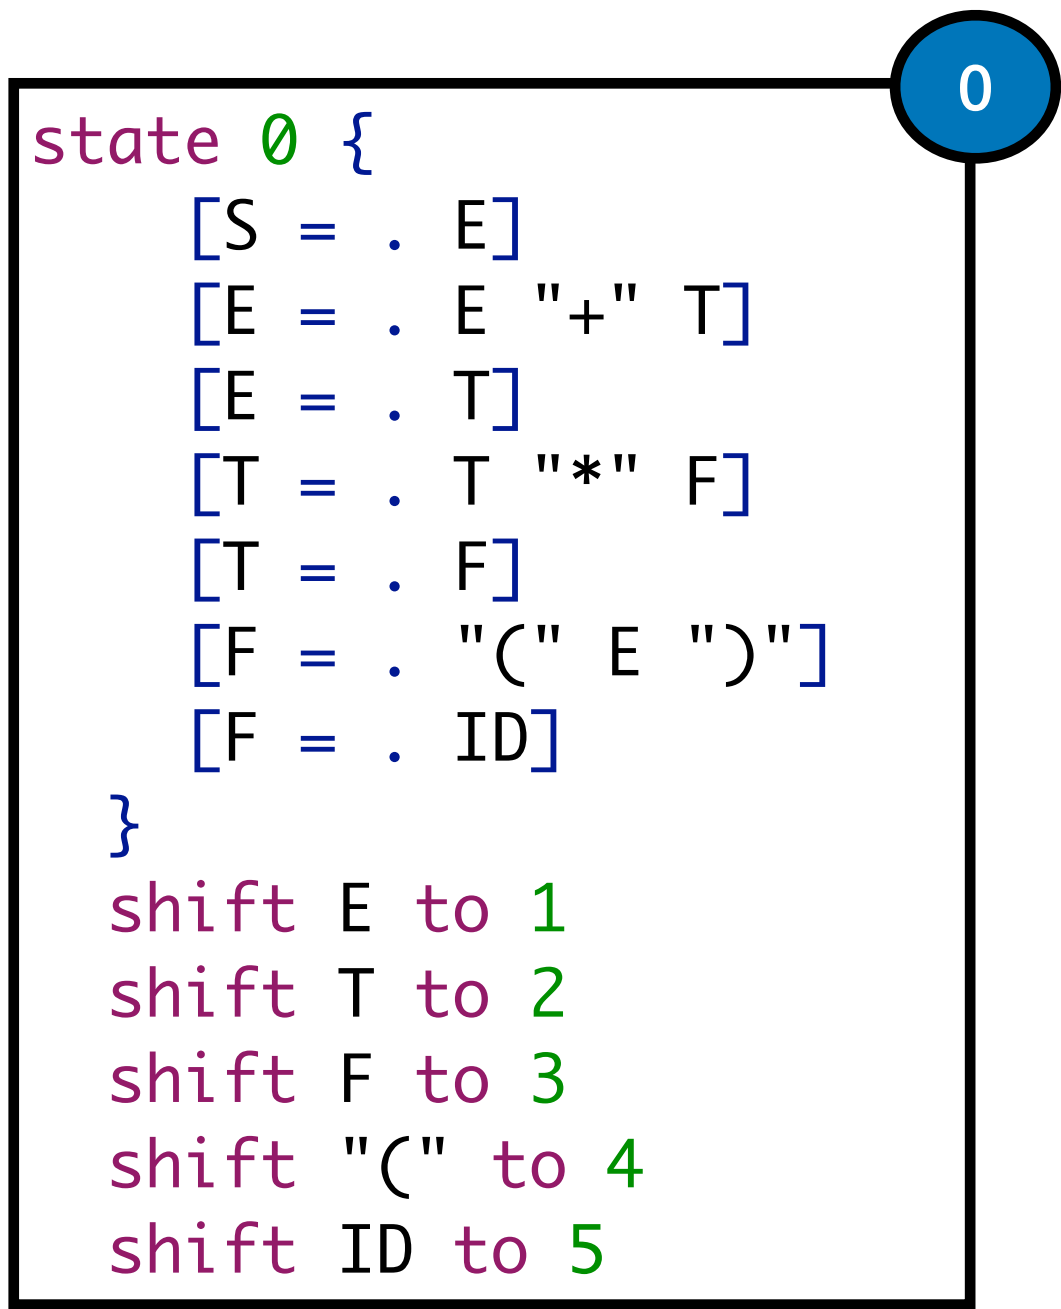 0
state 0 {
[S = . E]
[E = . E "+" T]
[E = . T]
[T = . T "*" F]
[T = . F]
[F = . "(" E ")"]
[F = . ID]
}
shift E to 1
shift T to 2
shift F to 3
shift "(" to 4
shift ID to 5